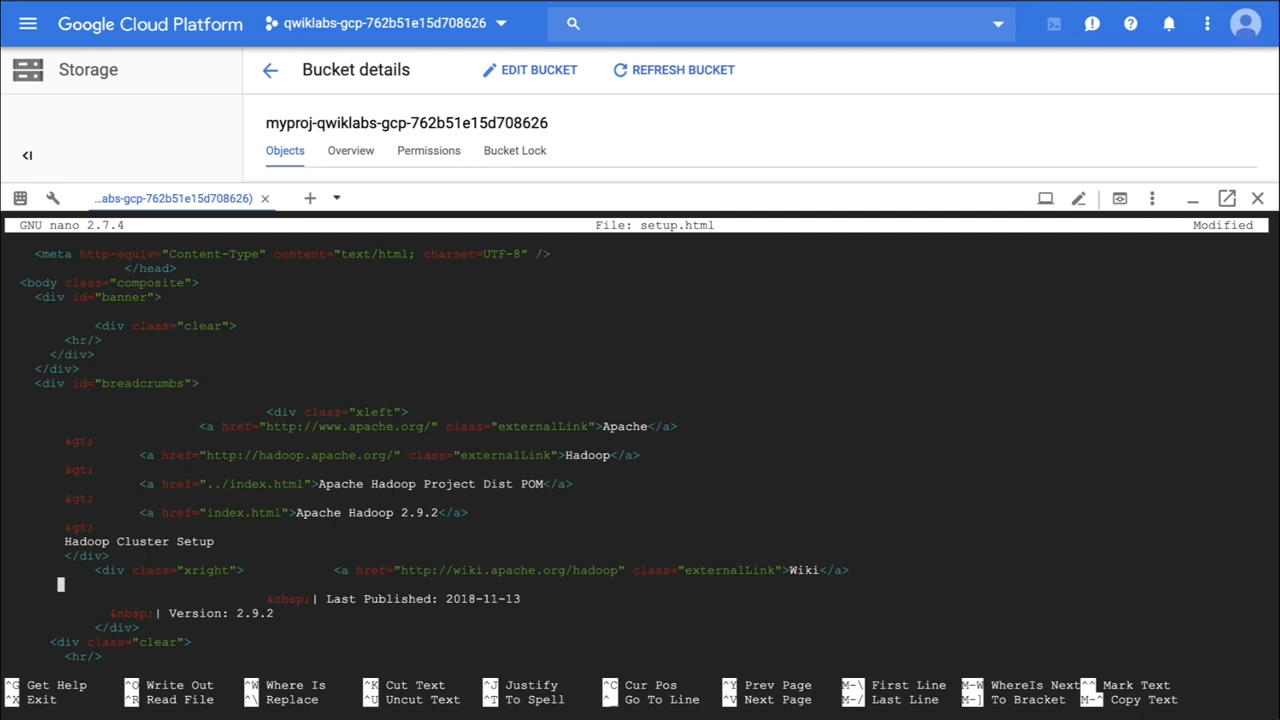 Google Cloud Platform qwiklabs-gcp-762b51e15d708626
Storage Bucket details EDIT BUCKET REFRESH BUCKET
myproj-qwiklabs-gcp-762b51e15d708626
Objects Overview Permissions Bucket Lock
...abs-gcp-762b51e15d708626)
GNU nano 2.7.4 File: setup.html Modified
<meta http-equiv="Content-Type" content="text/html; charset=UTF-8" />
</head>
<body class="composite">
<div id="banner">
<div class="clear">
<hr/>
</div>
</div>
<div id="breadcrumbs">
<div class="xleft">
<a href="http://www.apache.org/" class="externalLink">Apache</a>
&gt;
<a href="http://hadoop.apache.org/" class="externalLink">Hadoop</a>
&gt;
<a href="../index.html">Apache Hadoop Project Dist POM</a>
&gt;
<a href="index.html">Apache Hadoop 2.9.2</a>
&gt;
Hadoop Cluster Setup
</div>
<div class="xright"> <a href="http://wiki.apache.org/hadoop" class="externalLink">Wiki</a>
&nbsp;| Last Published: 2018-11-13
&nbsp;| Version: 2.9.2
</div>
<div class="clear">
<hr/>
^G Get Help ^O Write Out ^W Where Is ^K Cut Text ^J Justify ^C Cur Pos ^Y Prev Page M-\ First Line M-W WhereIs Next ^^ Mark Text
^X Exit ^R Read File ^\ Replace ^U Uncut Text ^T To Spell ^_ Go To Line ^V Next Page M-/ Last Line M-] To Bracket M-^ Copy Text